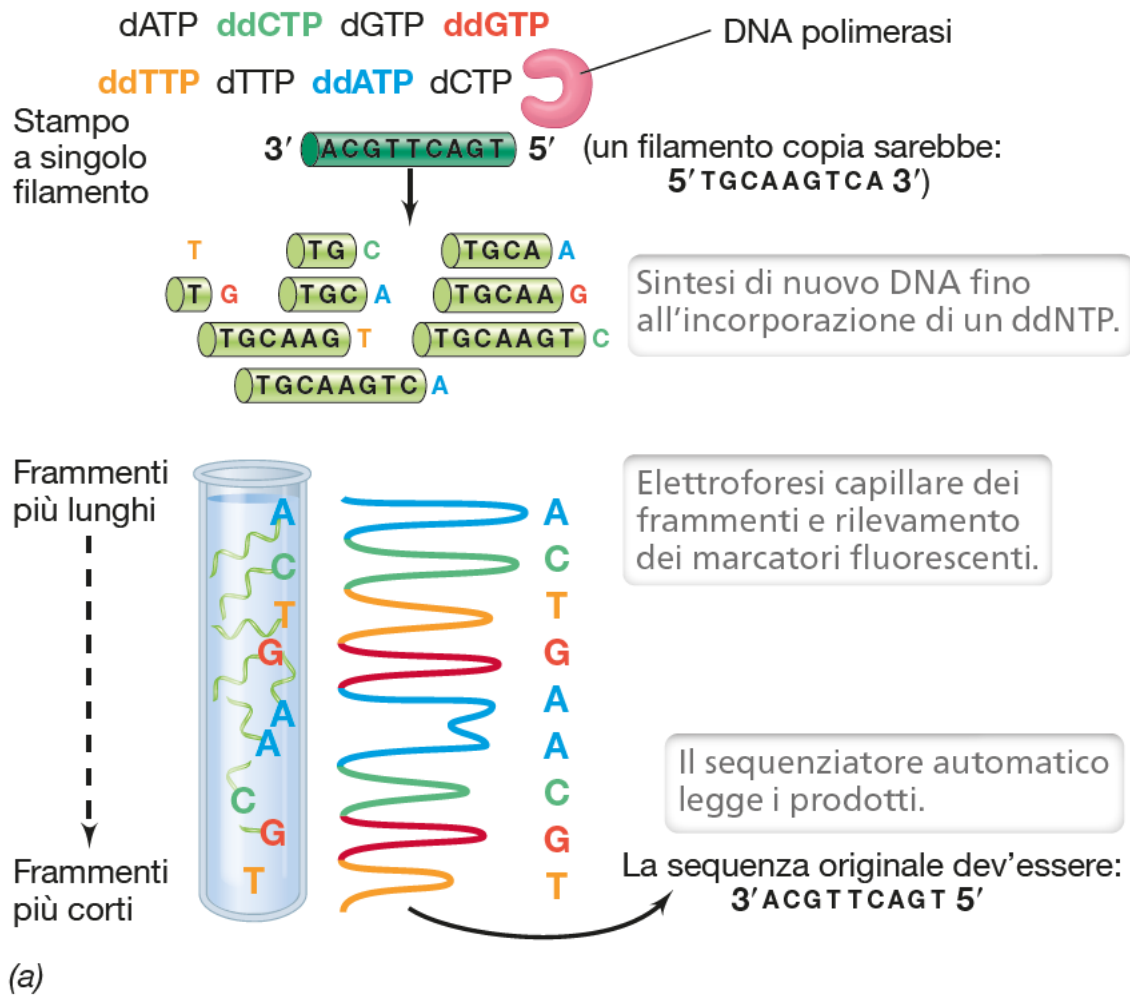 dATP ddCTP dGTP ddGTP
DNA polimerasi
ddTTP dTTP ddATP dCTP
Stampo
a singolo
filamento
3′ ACGTTCAGT 5′
(un filamento copia sarebbe:
5′ TGCAAGTCA 3′)
T
TG C
TGCA A
T G
TGC A
TGCAA G
TGCAAG T
TGCAAGT C
TGCAAGTC A
Sintesi di nuovo DNA fino
all'incorporazione di un ddNTP.
Frammenti
più lunghi
Frammenti
più corti
A
C
T
G
A
A
C
G
T
A
C
T
G
A
A
C
G
T
Elettroforesi capillare dei
frammenti e rilevamento
dei marcatori fluorescenti.
Il sequenziatore automatico
legge i prodotti.
La sequenza originale dev'essere:
3′ ACGTTCAGT 5′
(a)